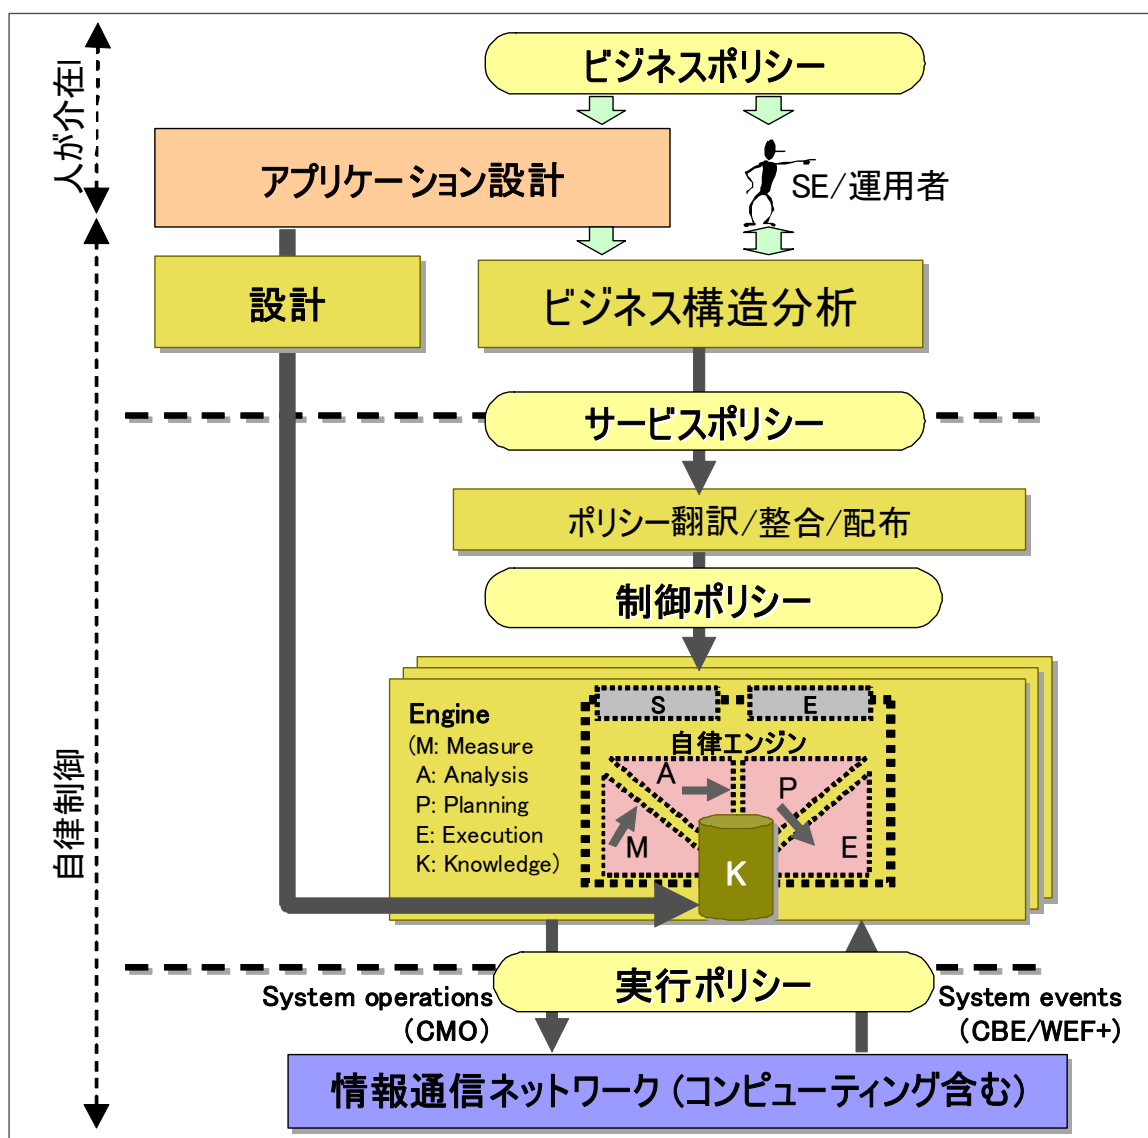 ビジネスポリシー
人が介在
アプリケーション設計
SE/運用者
設計
ビジネス構造分析
サービスポリシー
ポリシー翻訳/整合/配布
制御ポリシー
自律制御
Engine
(M: Measure
A: Analysis
P: Planning
E: Execution
K: Knowledge)
S
E
自律エンジン
A
P
M
E
K
実行ポリシー
System operations
(CMO)
System events
(CBE/WEF+)
情報通信ネットワーク (コンピューティング含む)